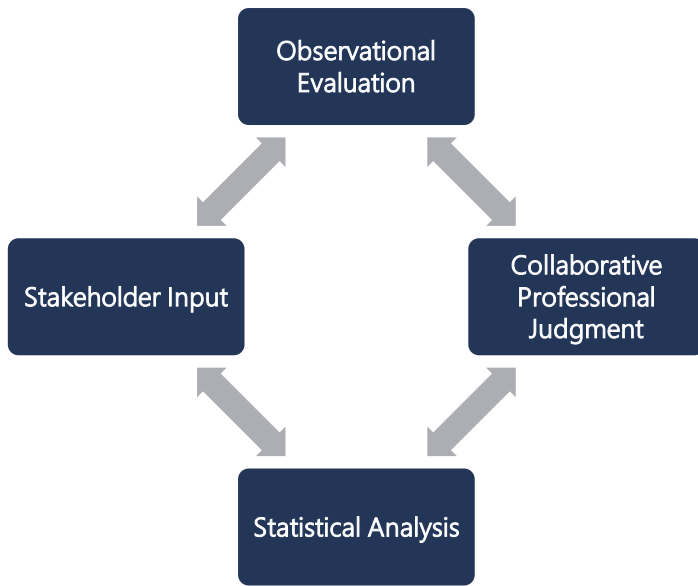 Observational
Evaluation
Stakeholder Input
Collaborative
Professional
Judgment
Statistical Analysis